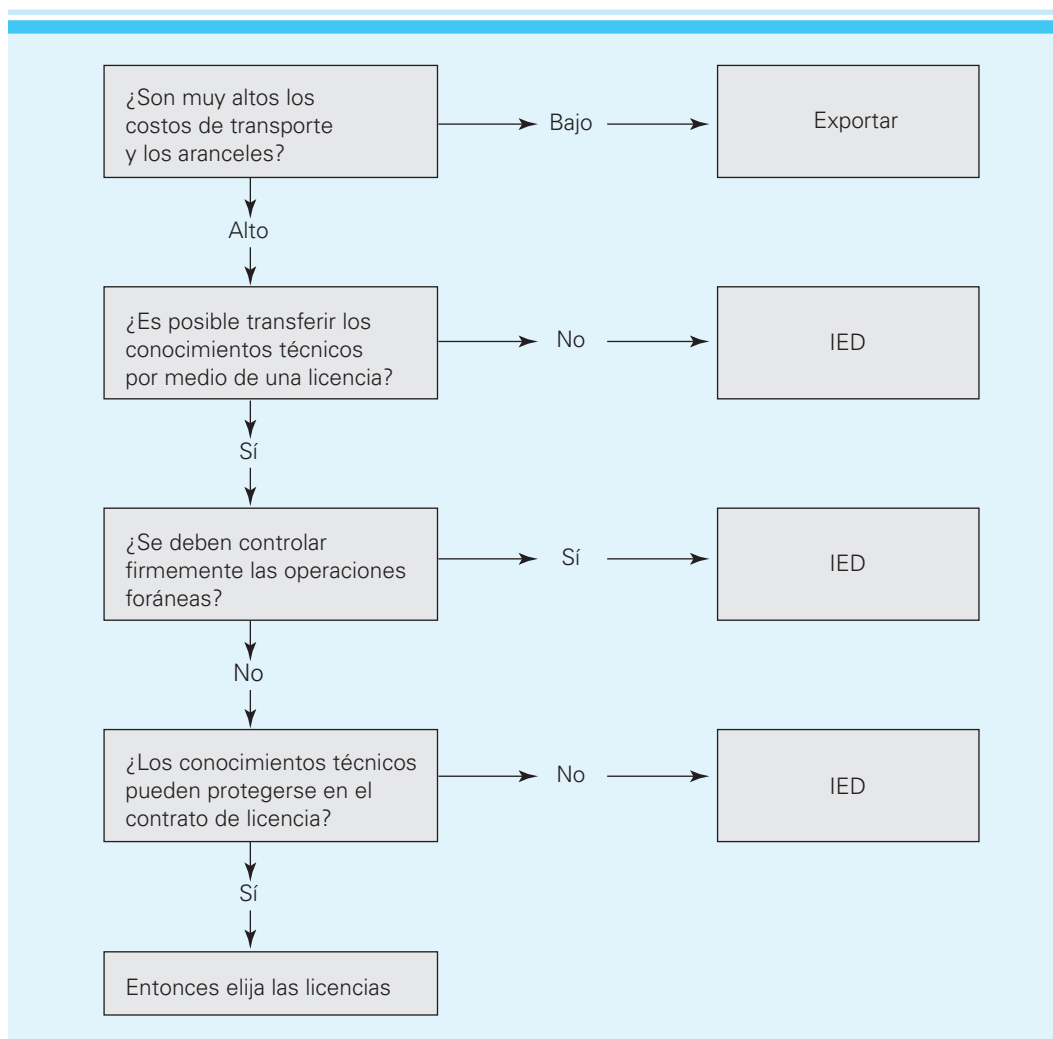 ¿Son muy altos los
costos de transporte
y los aranceles?
Bajo
Exportar
Alto
¿Es posible transferir los
conocimientos técnicos
por medio de una licencia?
No
IED
Sí
¿Se deben controlar
firmemente las operaciones
foráneas?
Sí
IED
No
¿Los conocimientos técnicos
pueden protegerse en el
contrato de licencia?
No
IED
Sí
Entonces elija las licencias